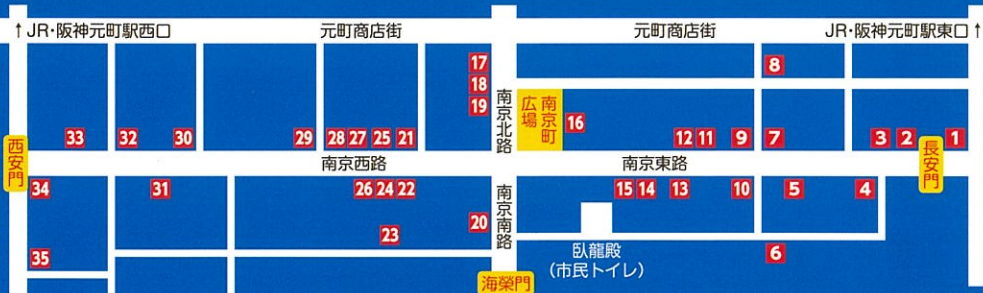 ↑JR・阪神元町駅西口
元町商店街
元町商店街
JR・阪神元町駅東口↑
17
8
18
19
南京北路
南京町広場
16
33
32
30
29
28
27
25
21
12
11
9
7
3
2
1
西安門
南京西路
南京東路
長安門
34
31
26
24
22
南京南路
15
14
13
10
5
4
20
23
臥龍殿
(市民トイレ)
6
35
海榮門